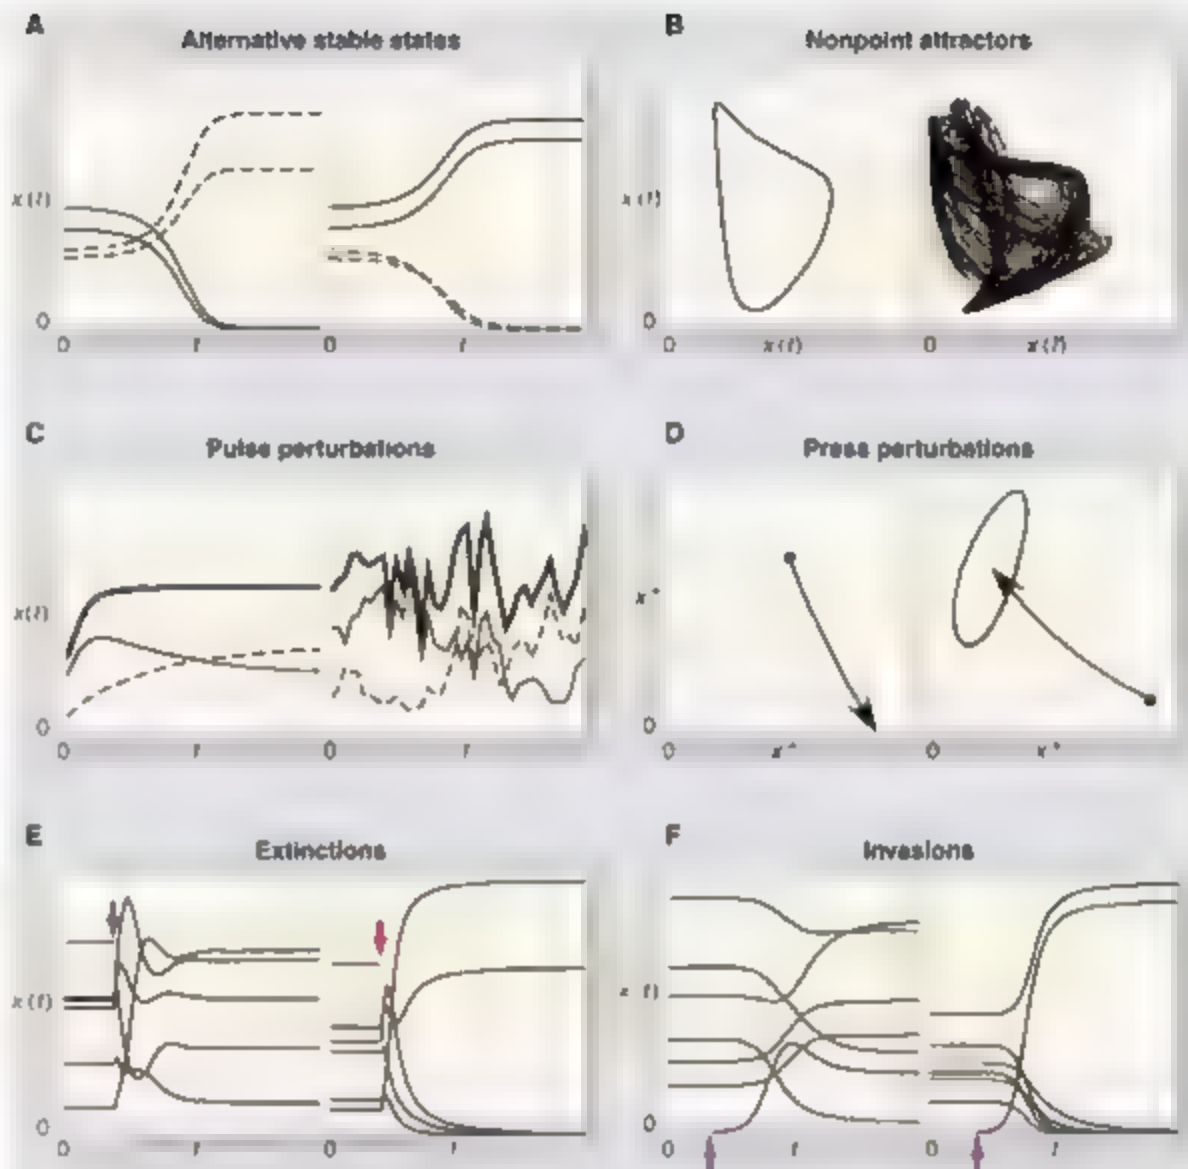 A
Alternative stable states
x(t)
0
0 t 0 t
B
Nonpoint attractors
x(t)
0
0 x(t) 0 x(t)
C
Pulse perturbations
x(t)
0
0 t 0 t
D
Press perturbations
x*
0
0 x* 0 x*
E
Extinctions
x(t)
0
0 t 0 t
F
Invasions
x(t)
0
0 t 0 t